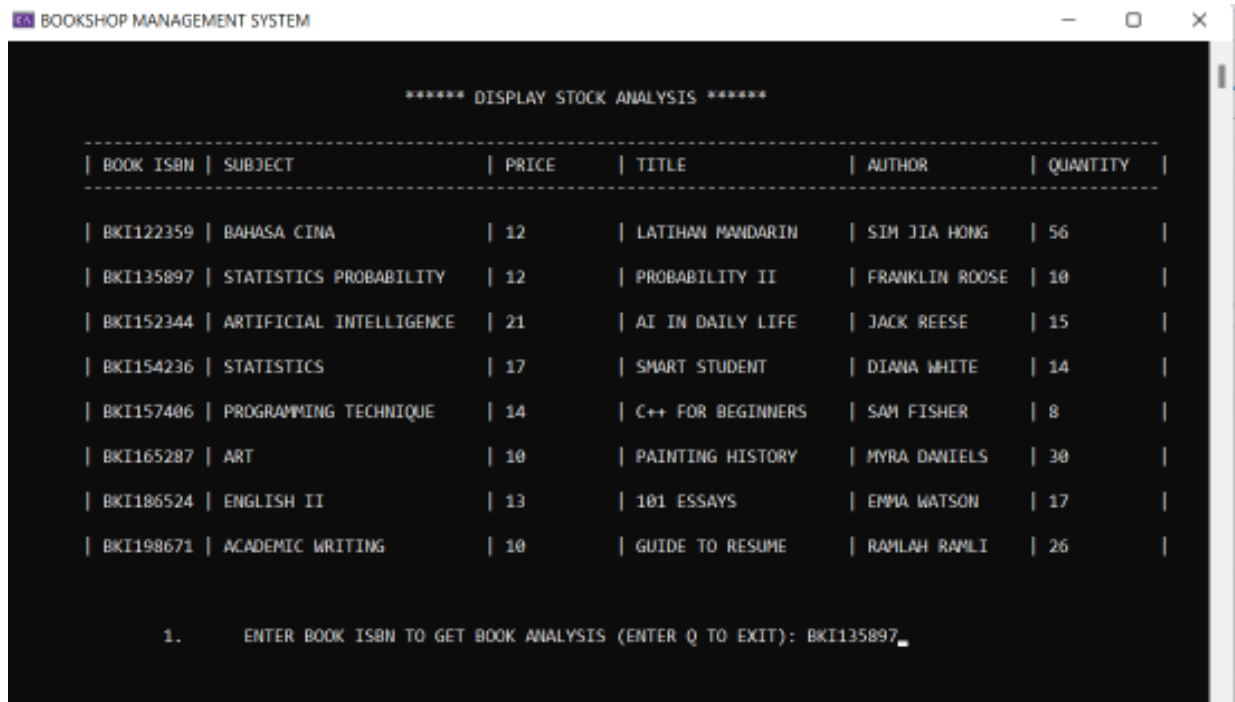 BOOKSHOP MANAGEMENT SYSTEM
****** DISPLAY STOCK ANALYSIS ******
| BOOK ISBN | SUBJECT | PRICE | TITLE | AUTHOR | QUANTITY |
| BKI122359 | BAHASA CINA | 12 | LATIHAN MANDARIN | SIM JIA HONG | 56 |
| BKI135897 | STATISTICS PROBABILITY | 12 | PROBABILITY II | FRANKLIN ROOSE | 10 |
| BKI152344 | ARTIFICIAL INTELLIGENCE | 21 | AI IN DAILY LIFE | JACK REESE | 15 |
| BKI154236 | STATISTICS | 17 | SMART STUDENT | DIANA WHITE | 14 |
| BKI157406 | PROGRAMMING TECHNIQUE | 14 | C++ FOR BEGINNERS | SAM FISHER | 8 |
| BKI165287 | ART | 10 | PAINTING HISTORY | MYRA DANIELS | 30 |
| BKI186524 | ENGLISH II | 13 | 101 ESSAYS | EMMA WATSON | 17 |
| BKI198671 | ACADEMIC WRITING | 10 | GUIDE TO RESUME | RAMLAH RAMLI | 26 |
1. ENTER BOOK ISBN TO GET BOOK ANALYSIS (ENTER Q TO EXIT): BKI135897